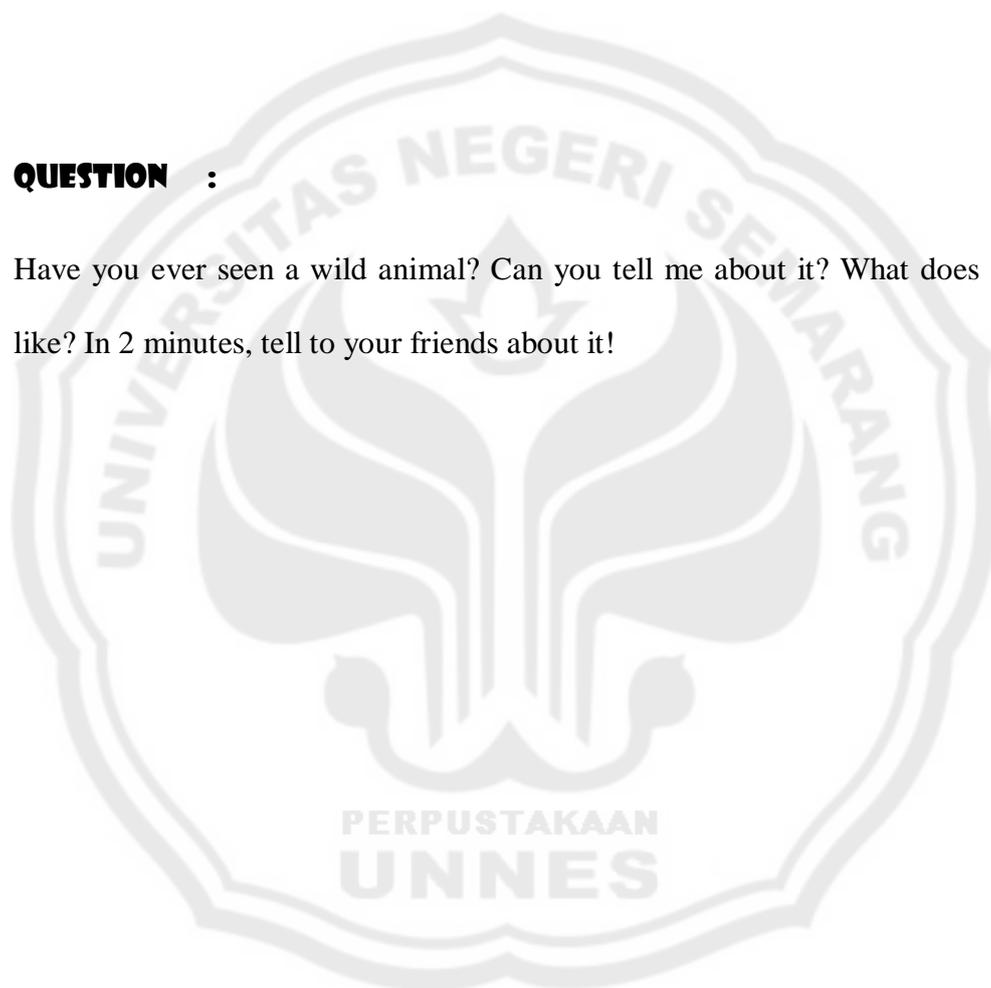 QUESTION :
Have you ever seen a wild animal? Can you tell me about it? What does
like? In 2 minutes, tell to your friends about it!
UNIVERSITAS NEGERI SEMARANG
PERPUSTAKAAN
UNNES